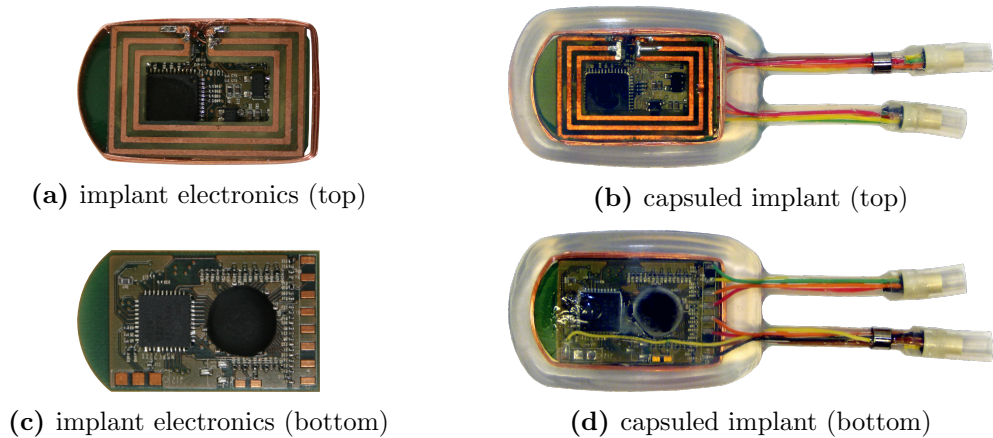 (a) implant electronics (top)
(b) capsuled implant (top)
(c) implant electronics (bottom)
(d) capsuled implant (bottom)